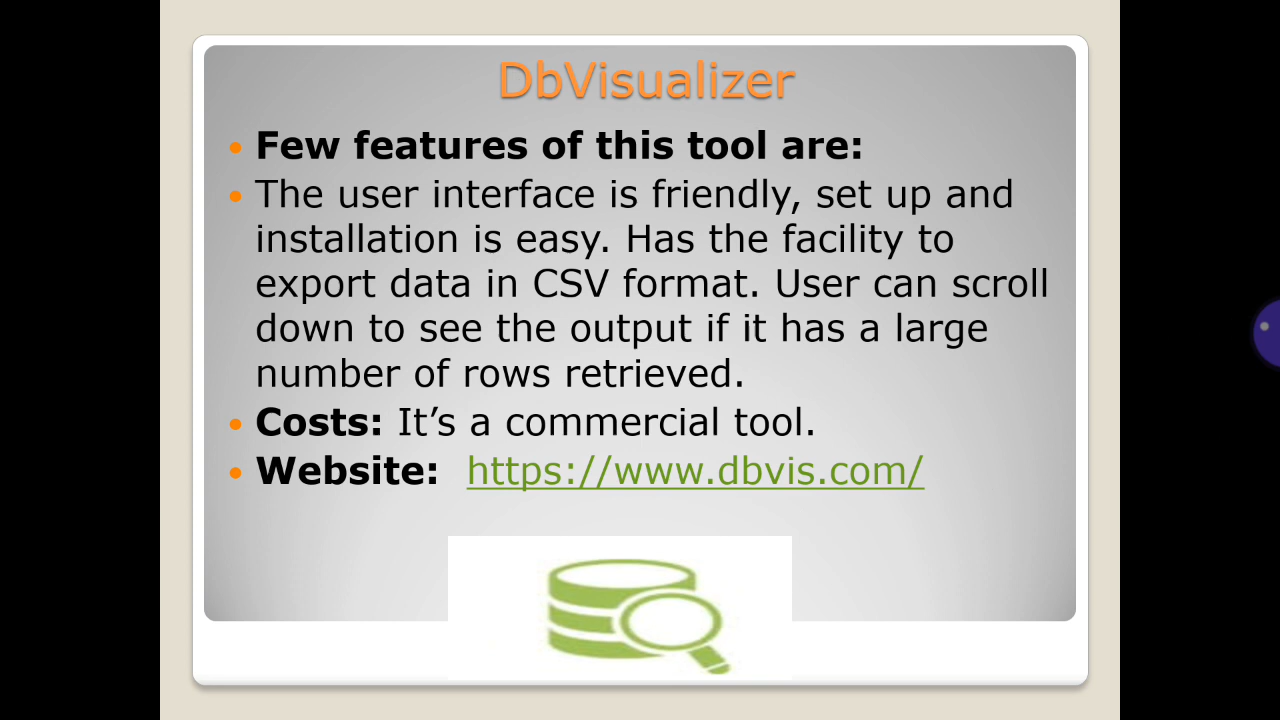 DbVisualizer
Few features of this tool are:
The user interface is friendly, set up and
installation is easy. Has the facility to
export data in CSV format. User can scroll
down to see the output if it has a large
number of rows retrieved.
Costs: It’s a commercial tool.
Website: https://www.dbvis.com/